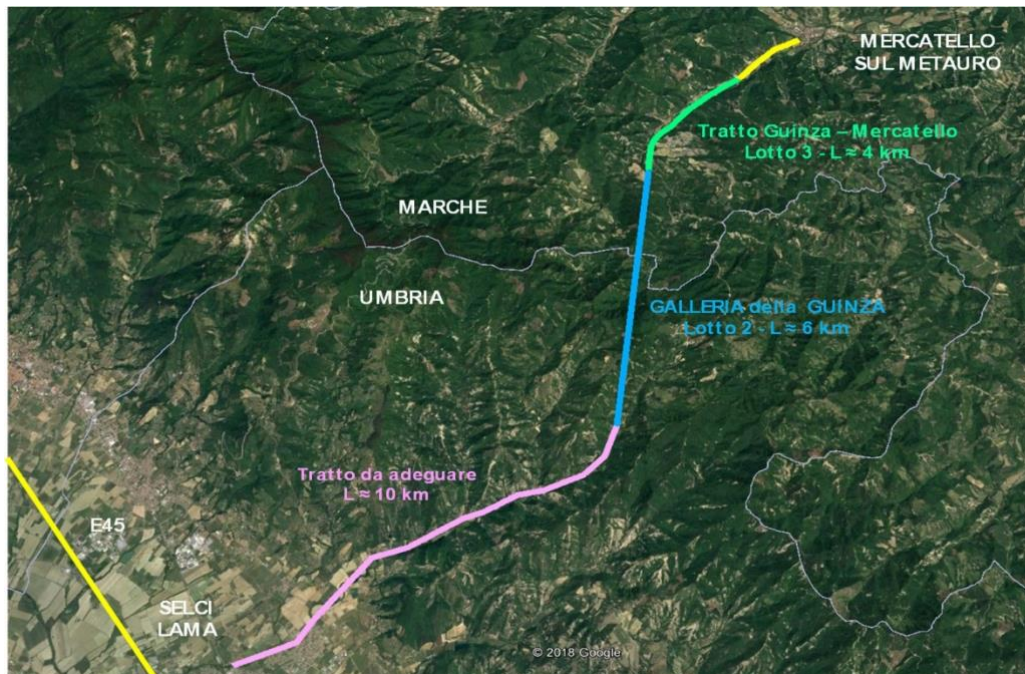 MERCATELLO
SUL METAURO
Tratto Guinza – Mercatello
Lotto 3 - L ≈ 4 km
MARCHE
UMBRIA
GALLERIA della GUINZA
Lotto 2 - L ≈ 6 km
Tratto da adeguare
L ≈ 10 km
E45
SELCI
LAMA
© 2018 Google